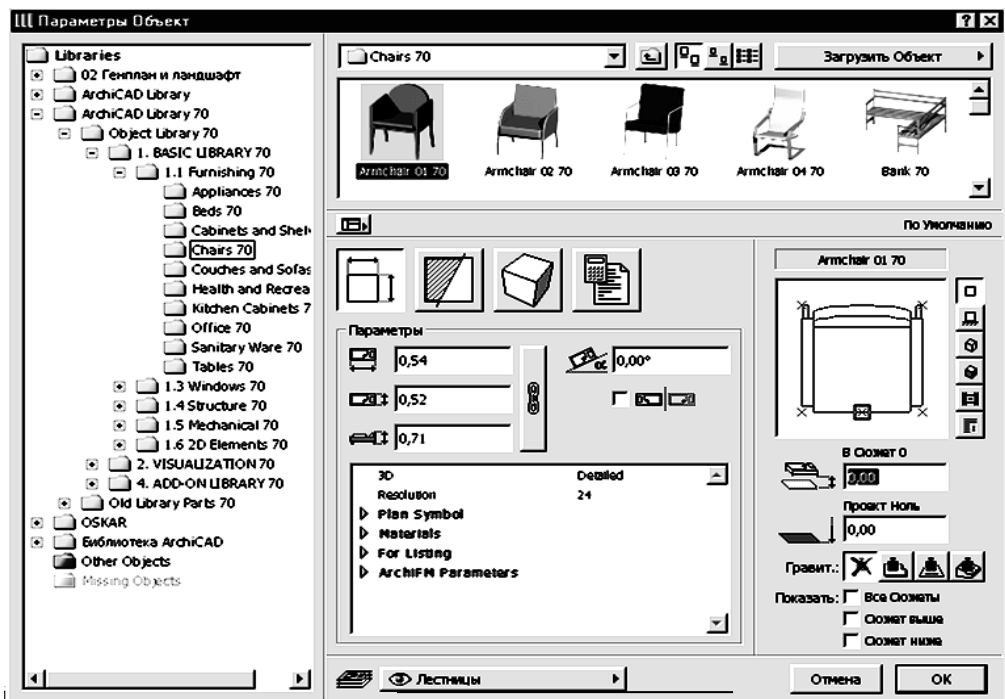 Параметры Объект
Libraries
02 Генплан и ландшафт
ArchiCAD Library
ArchiCAD Library 70
Object Library 70
1. BASIC LIBRARY 70
1.1 Furnishing 70
Appliances 70
Beds 70
Cabinets and Shelv
Chairs 70
Couches and Sofas
Health and Recrea
Kitchen Cabinets 7
Office 70
Sanitary Ware 70
Tables 70
1.3 Windows 70
1.4 Structure 70
1.5 Mechanical 70
1.6 2D Elements 70
2. VISUALIZATION 70
4. ADD-ON LIBRARY 70
Old Library Parts 70
OSKAR
Библиотека ArchiCAD
Other Objects
Missing Objects
Chairs 70
Загрузить Объект
Armchair 01 70
Armchair 02 70
Armchair 03 70
Armchair 04 70
Bank 70
По Умолчанию
Armchair 01 70
Параметры
0,54
0,00°
0,52
0,71
3D Detailed
Resolution 24
Plan Symbol
Materials
For Listing
ArchiFM Parameters
В Сюжет 0
0,00
Проект Ноль
0,00
Гравит.:
Показать: Все Сюжеты
Сюжет выше
Сюжет ниже
Лестницы
Отмена
OK